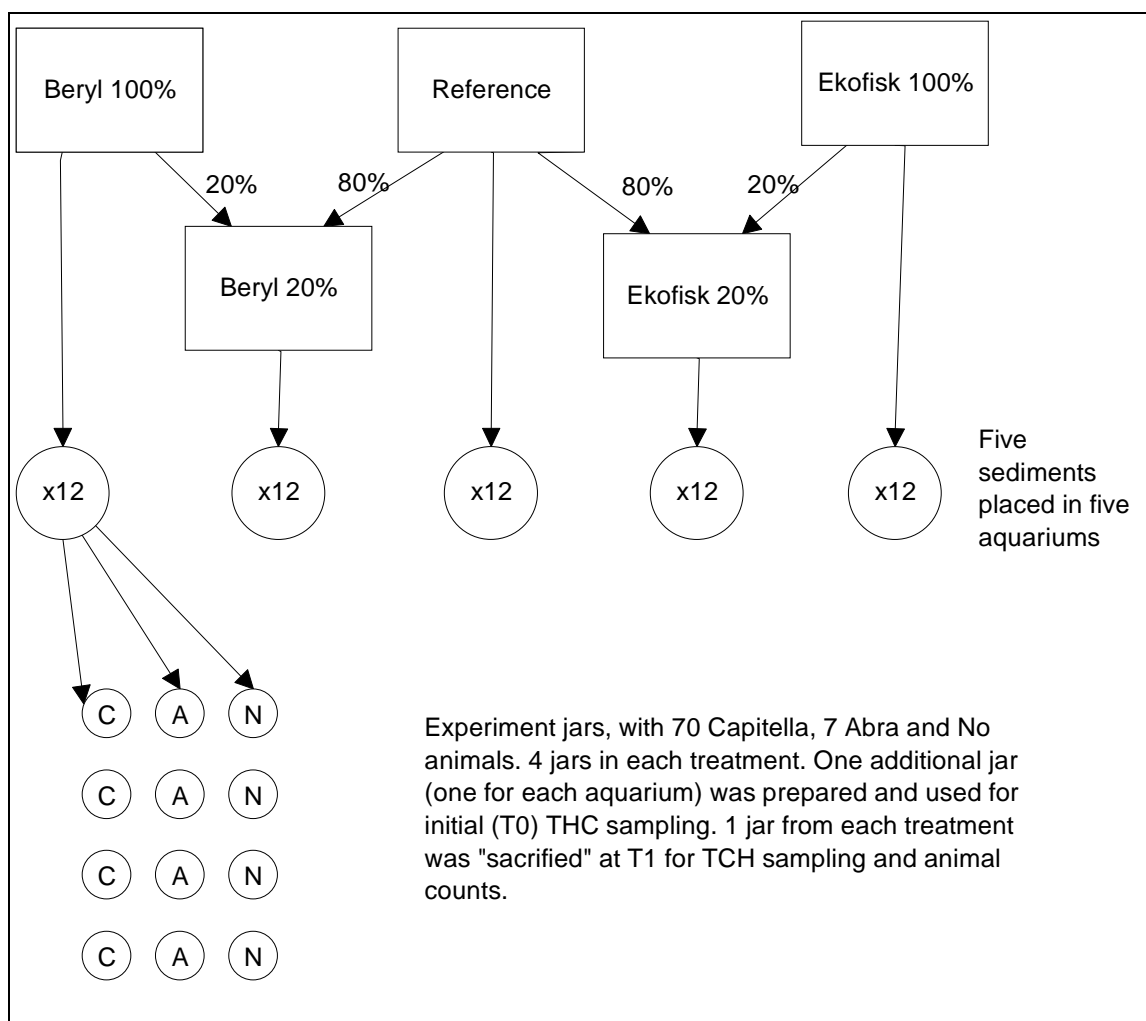 Beryl 100%
Reference
Ekofisk 100%
20%
80%
80%
20%
Beryl 20%
Ekofisk 20%
x12
x12
x12
x12
x12
Five
sediments
placed in five
aquariums
C A N
C A N
C A N
C A N
Experiment jars, with 70 Capitella, 7 Abra and No
animals. 4 jars in each treatment. One additional jar
(one for each aquarium) was prepared and used for
initial (T0) THC sampling. 1 jar from each treatment
was "sacrified" at T1 for TCH sampling and animal
counts.